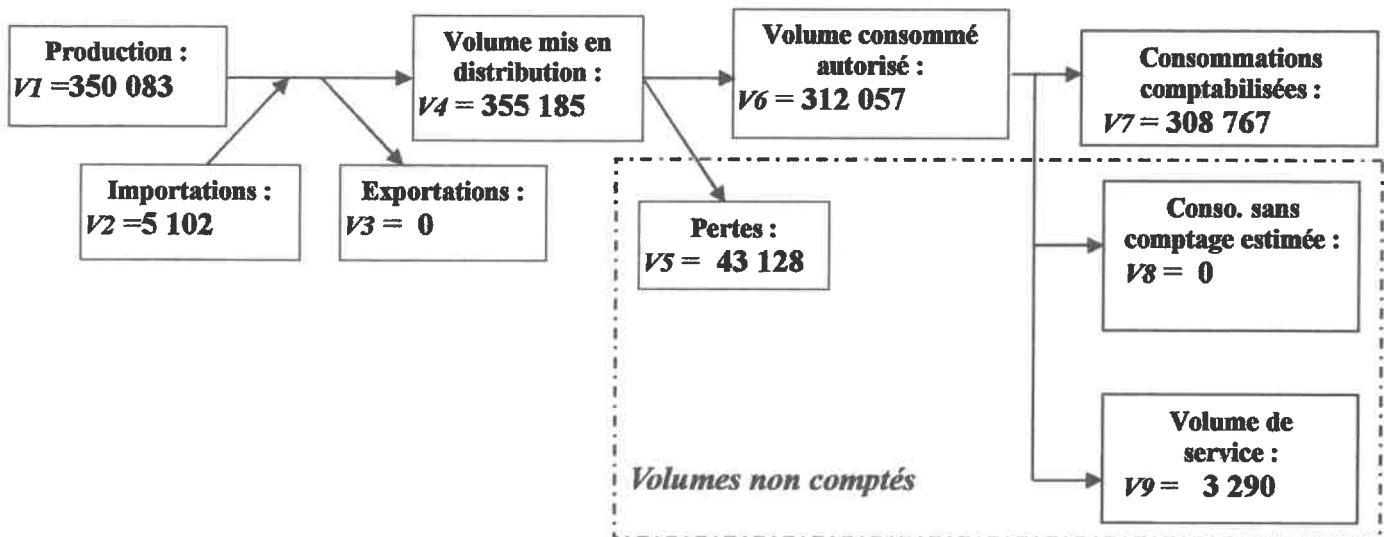 Production :
V1 =350 083
Volume mis en
distribution :
V4 = 355 185
Volume consommé
autorisé :
V6 = 312 057
Consommations
comptabilisées :
V7 = 308 767
Importations :
V2 =5 102
Exportations :
V3 = 0
Pertes :
V5 = 43 128
Conso. sans
comptage estimée :
V8 = 0
Volume de
service :
V9 = 3 290
Volumes non comptés